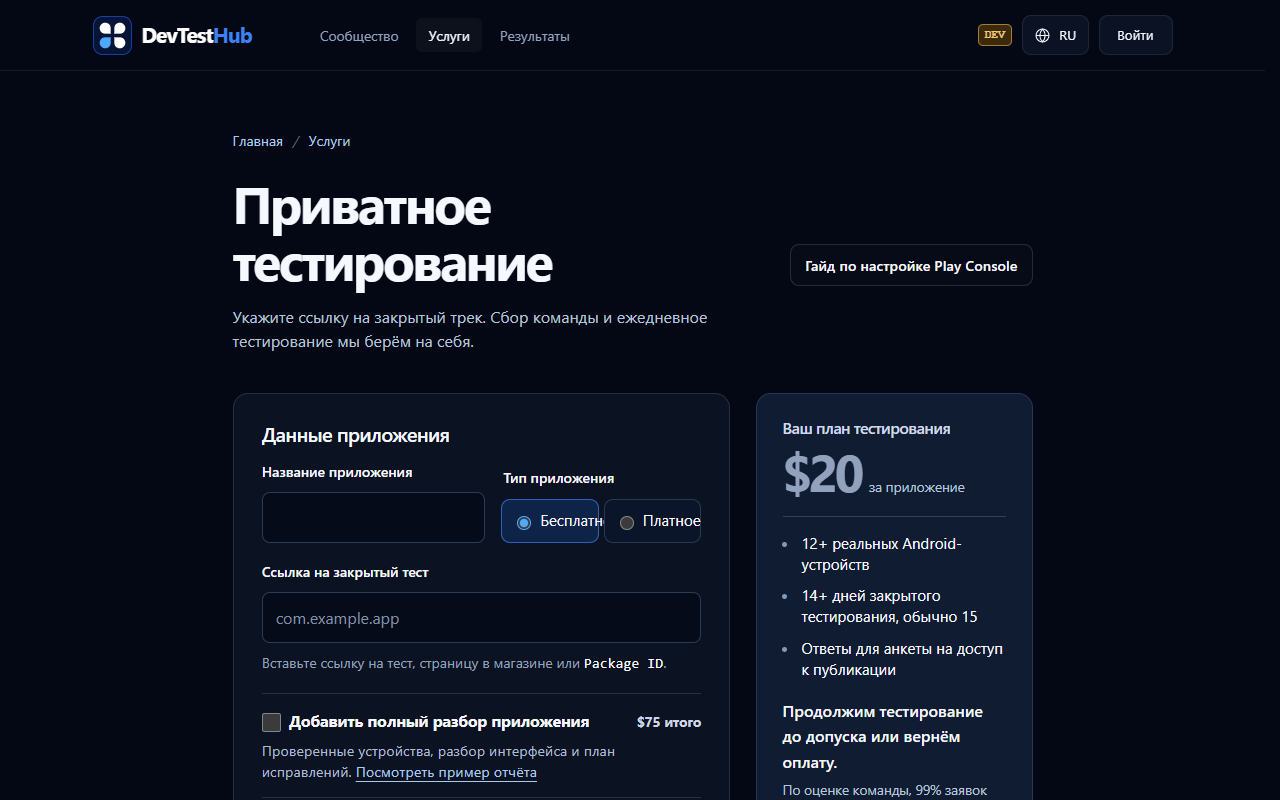 DevTestHub
Сообщество
Услуги
Результаты
DEV
RU
Войти
Главная / Услуги
Приватное
тестирование
Гайд по настройке Play Console
Укажите ссылку на закрытый трек. Сбор команды и ежедневное
тестирование мы берём на себя.
Данные приложения
Название приложения
Тип приложения
Бесплатн
Платное
Ссылка на закрытый тест
com.example.app
Вставьте ссылку на тест, страницу в магазине или Package ID.
Добавить полный разбор приложения
$75 итого
Проверенные устройства, разбор интерфейса и план
исправлений. Посмотреть пример отчёта
Ваш план тестирования
$20 за приложение
12+ реальных Android-
устройств
14+ дней закрытого
тестирования, обычно 15
Ответы для анкеты на доступ
к публикации
Продолжим тестирование
до допуска или вернём
оплату.
По оценке команды, 99% заявок